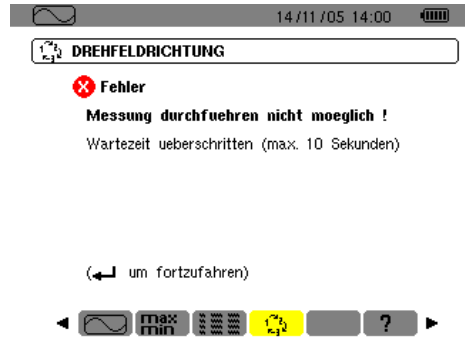 14/11/05 14:00
DREHFELDRICHTUNG
Fehler
Messung durchfuehren nicht moeglich !
Wartezeit ueberschritten (max. 10 Sekunden)
(↵ um fortzufahren)
max
min
?